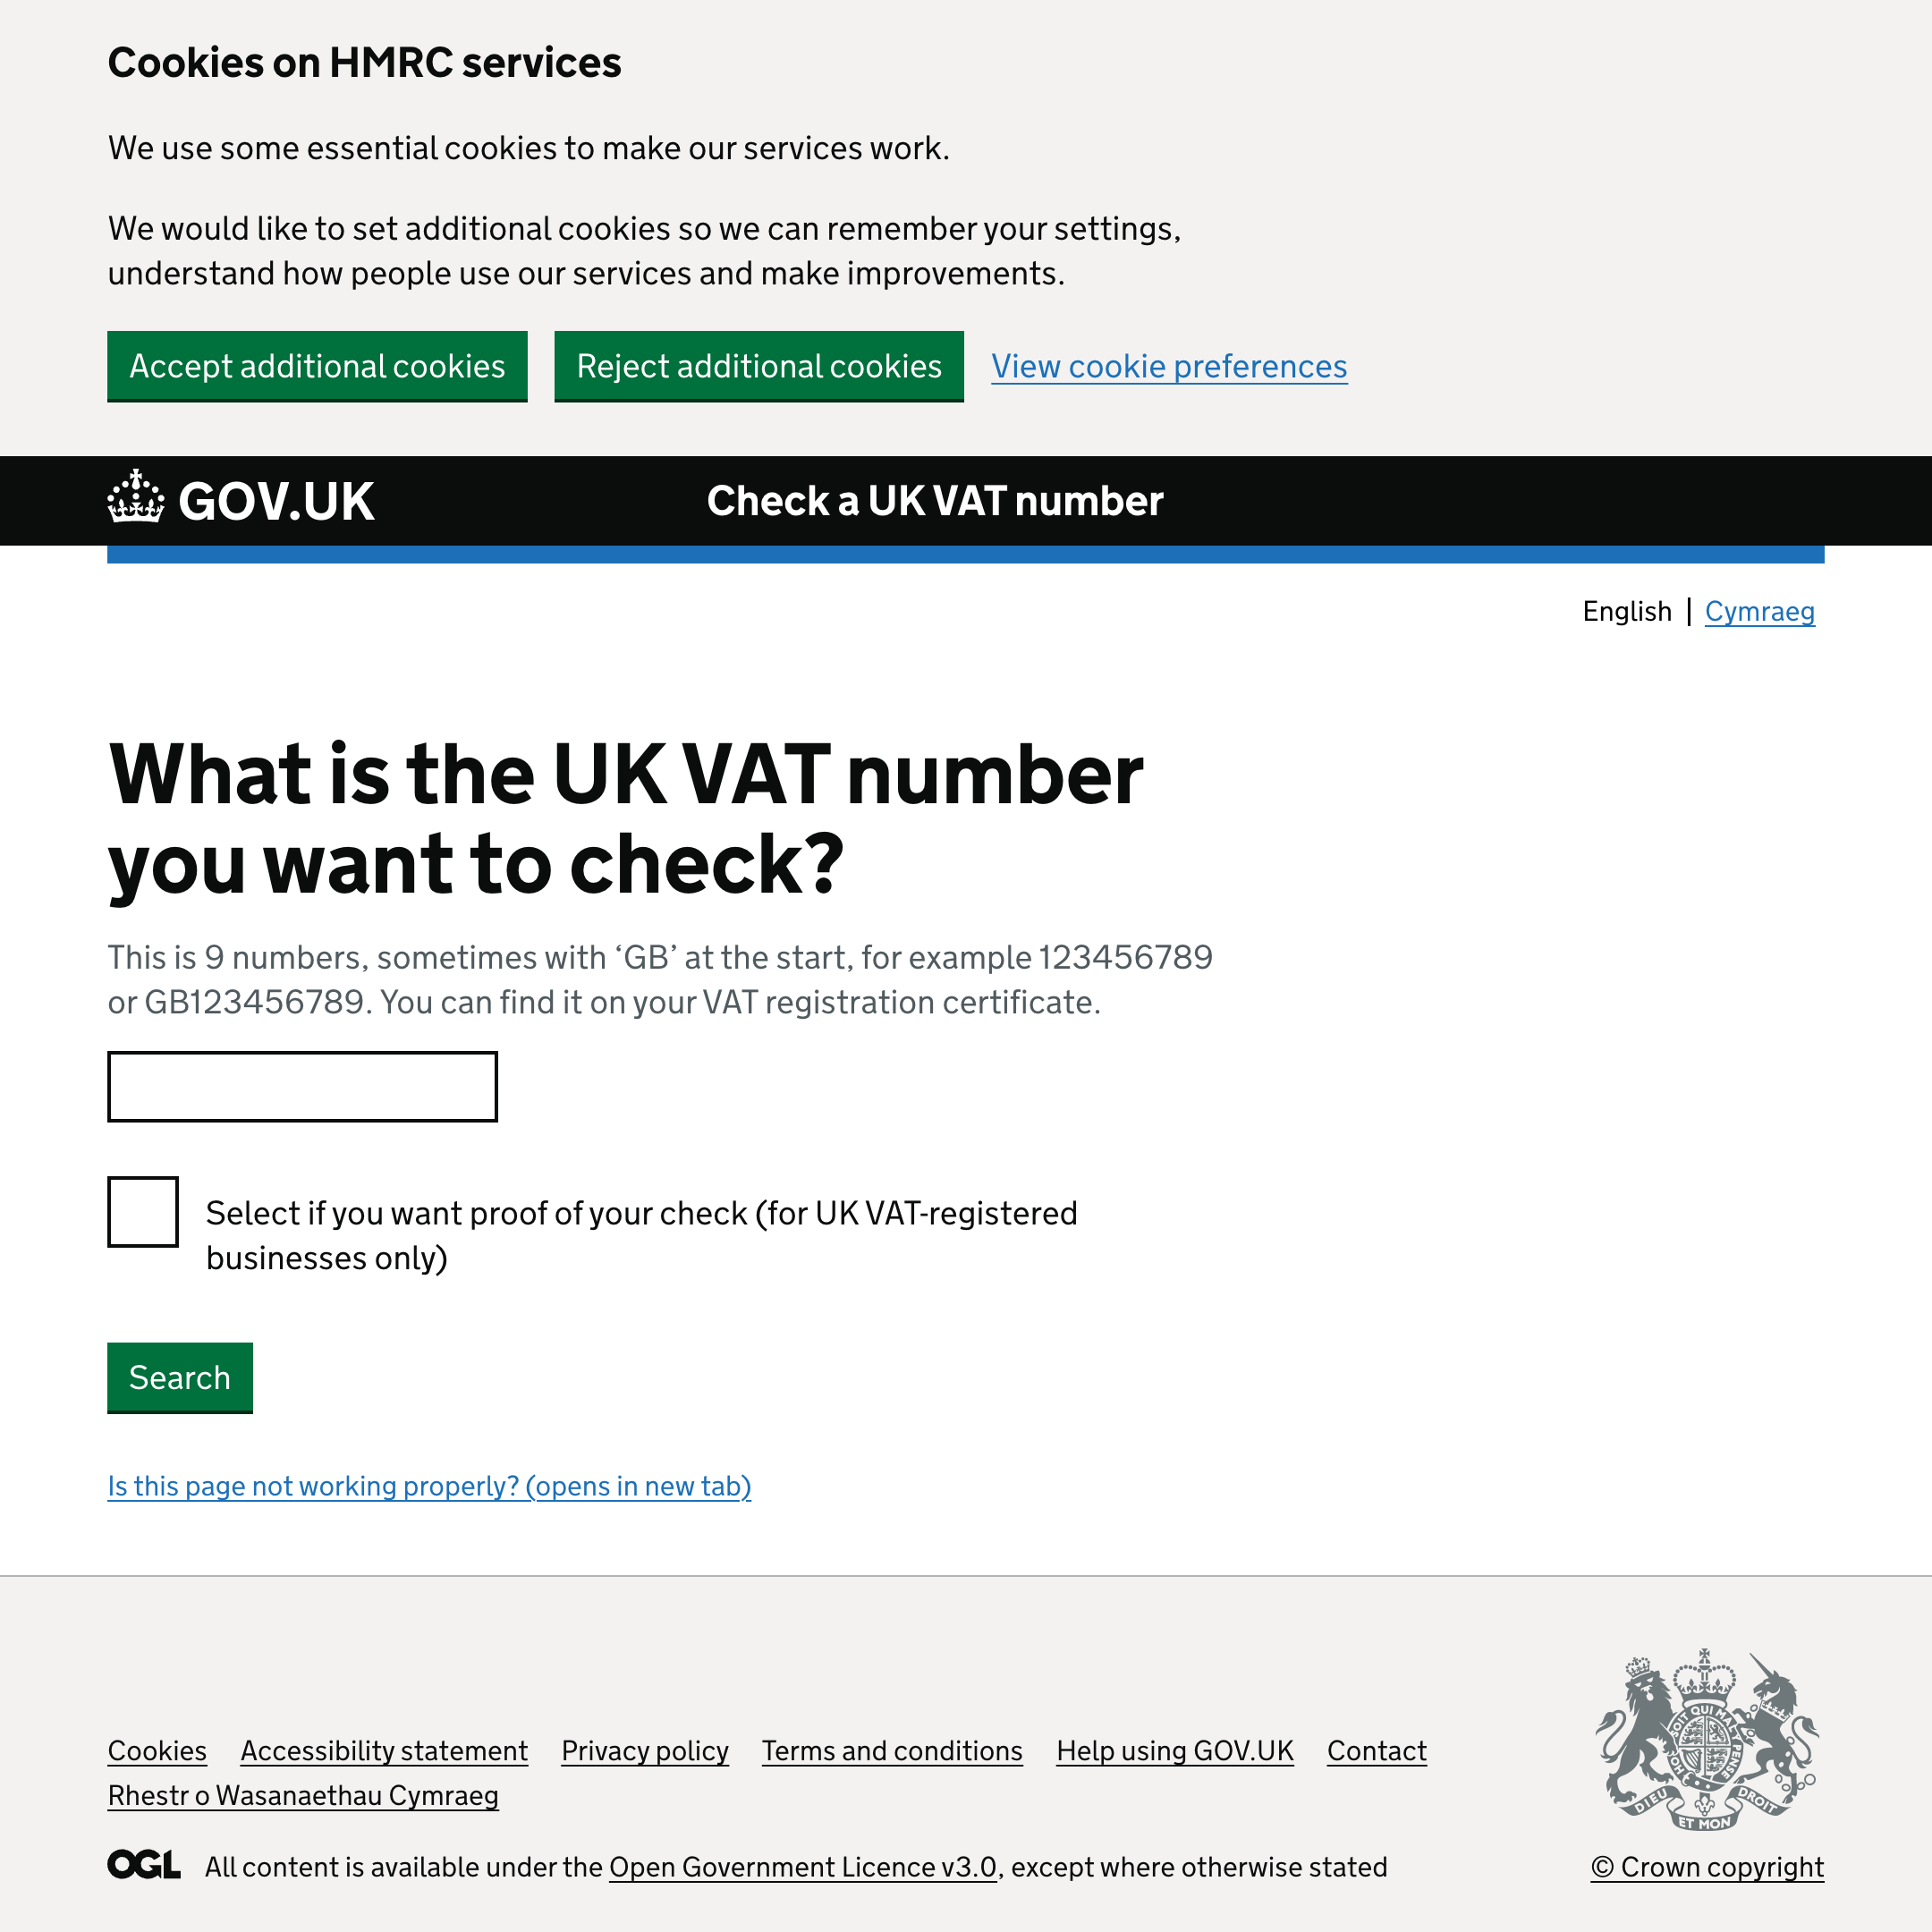 Cookies on HMRC services
We use some essential cookies to make our services work.
We would like to set additional cookies so we can remember your settings,
understand how people use our services and make improvements.
Accept additional cookies Reject additional cookies View cookie preferences
GOV.UK Check a UK VAT number
English | Cymraeg
What is the UK VAT number
you want to check?
This is 9 numbers, sometimes with ‘GB’ at the start, for example 123456789
or GB123456789. You can find it on your VAT registration certificate.
Select if you want proof of your check (for UK VAT-registered
businesses only)
Search
Is this page not working properly? (opens in new tab)
Cookies Accessibility statement Privacy policy Terms and conditions Help using GOV.UK Contact
Rhestr o Wasanaethau Cymraeg
HONI SOIT QUI MAL Y PENSE
DIEU ET MON DROIT
OGL All content is available under the Open Government Licence v3.0, except where otherwise stated
© Crown copyright